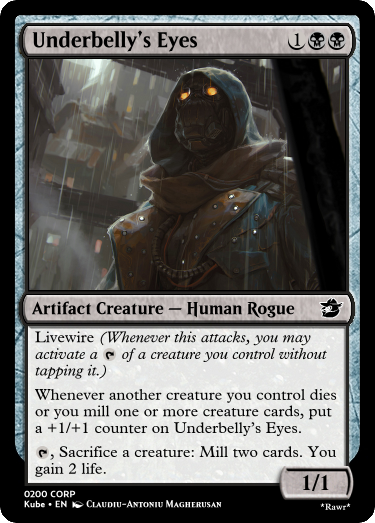 Underbelly's Eyes 1
Artifact Creature — Human Rogue
Livewire (Whenever this attacks, you may
activate a of a creature you control without
tapping it.)
Whenever another creature you control dies
or you mill one or more creature cards, put
a +1/+1 counter on Underbelly's Eyes.
, Sacrifice a creature: Mill two cards. You
gain 2 life.
1/1
0200 CORP
Kube • EN Claudiu-Antoniu Magherusan
*Rawr*